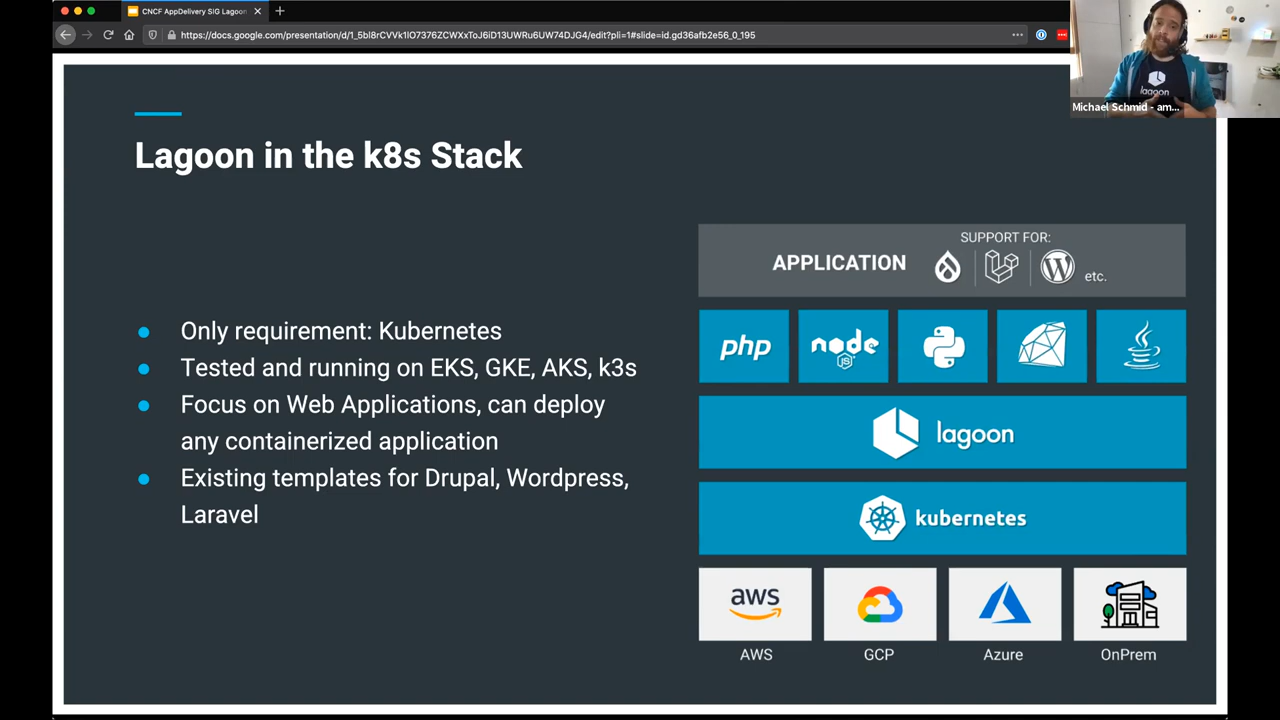 CNCF AppDelivery SIG Lagoon
https://docs.google.com/presentation/d/1_5bI8rCVVk1IO7376ZCWXxToJ6iD13UWRu6UW74DJG4/edit?pli=1#slide=id.gd36afb2e56_0_195
lagoon
Michael Schmid - am...
Lagoon in the k8s Stack
Only requirement: Kubernetes
Tested and running on EKS, GKE, AKS, k3s
Focus on Web Applications, can deploy
any containerized application
Existing templates for Drupal, Wordpress,
Laravel
SUPPORT FOR:
APPLICATION
etc.
php
node
JS
lagoon
kubernetes
aws
AWS
GCP
Azure
OnPrem